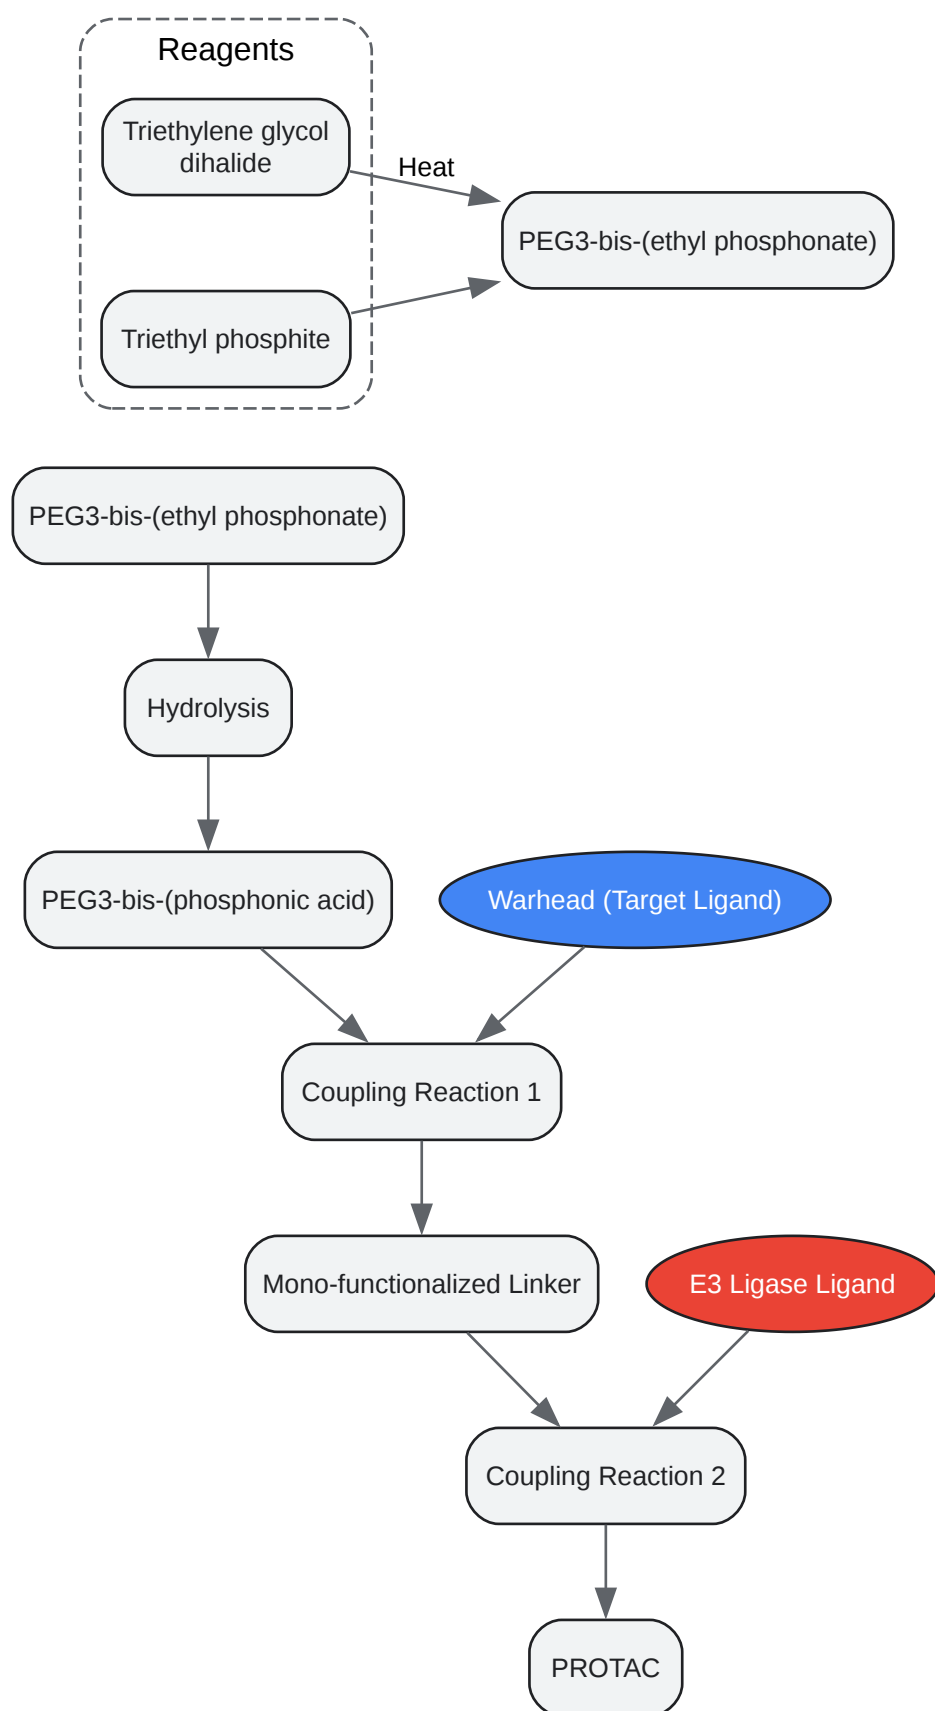 Reagents
Triethylene glycol
dihalide
Heat
PEG3-bis-(ethyl phosphonate)
Triethyl phosphite
PEG3-bis-(ethyl phosphonate)
Hydrolysis
PEG3-bis-(phosphonic acid)
Warhead (Target Ligand)
Coupling Reaction 1
Mono-functionalized Linker
E3 Ligase Ligand
Coupling Reaction 2
PROTAC